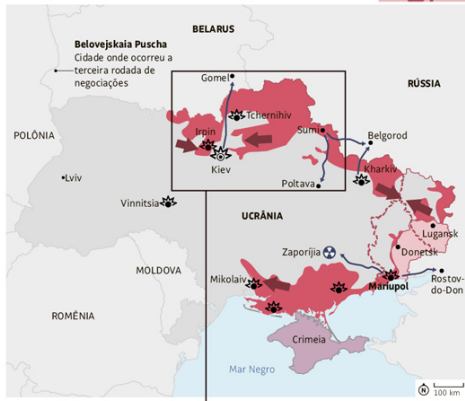 BELARUS
Belovejskaia Puscha
Cidade onde ocorreu a
terceira rodada de
negociações
Gomel
RÚSSIA
Tchernihiv
Irpin
Sumi
Belgorod
POLÔNIA
Kiev
Kharkiv
Lviv
Poltava
Vinnitsia
UCRÂNIA
Lugansk
Zaporíjia
Donetsk
MOLDOVA
Mikolaiv
Mariupol
Rostov-
do-Don
ROMÊNIA
Crimeia
Mar Negro
N
100 km